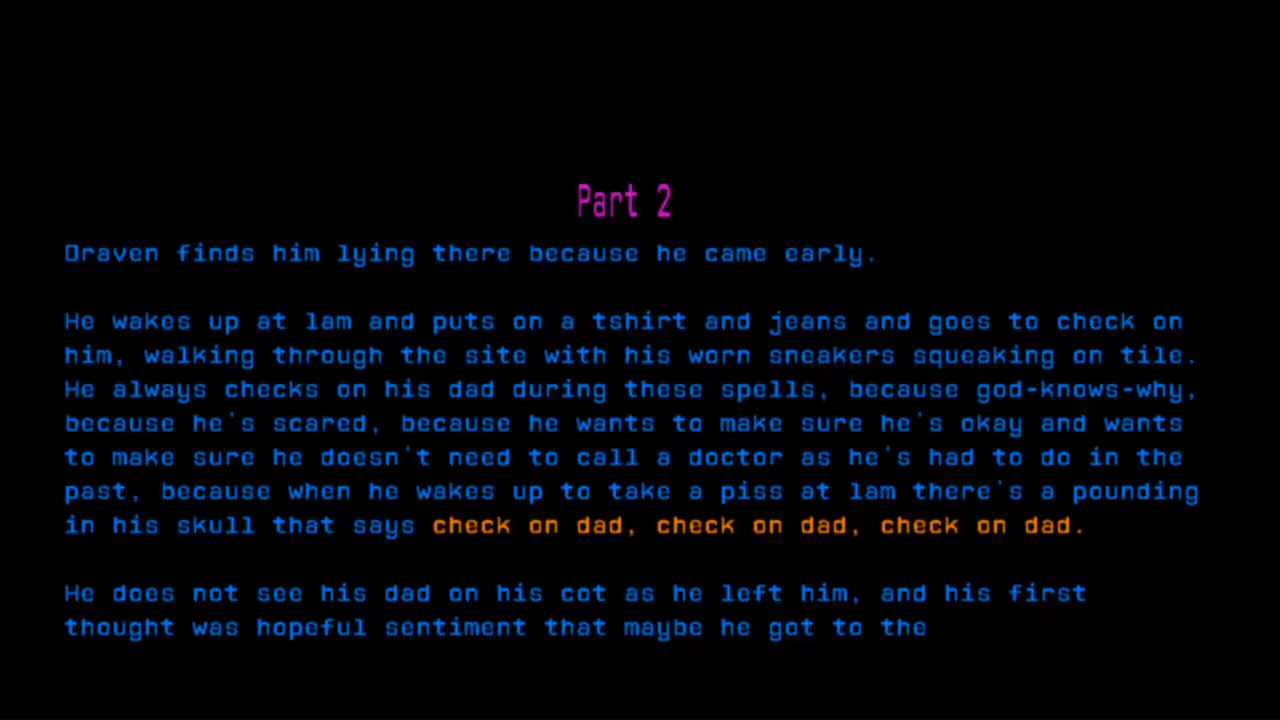 Part 2
Draven finds him lying there because he came early.
He wakes up at 1am and puts on a tshirt and jeans and goes to check on
him, walking through the site with his worn sneakers squeaking on tile.
He always checks on his dad during these spells, because god-knows-why,
because he's scared, because he wants to make sure he's okay and wants
to make sure he doesn't need to call a doctor as he's had to do in the
past, because when he wakes up to take a piss at 1am there's a pounding
in his skull that says check on dad, check on dad, check on dad.
He does not see his dad on his cot as he left him, and his first
thought was hopeful sentiment that maybe he got to the